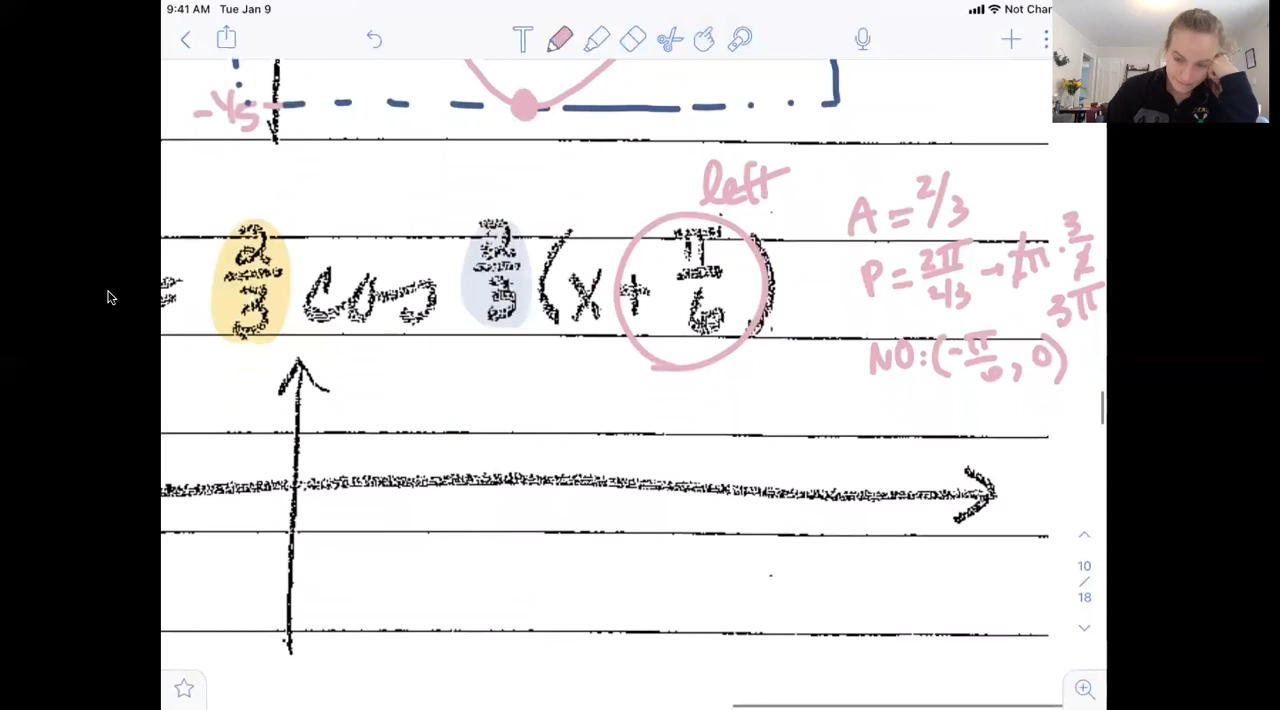 9:41 AM Tue Jan 9
Not Char
T
-4/5
left
= 2/3 cos 2/3 (x + π/6)
A = 2/3
P = 2π/2/3 → 2π · 3/2
3π
NO: (-π/6, 0)
10
/
18